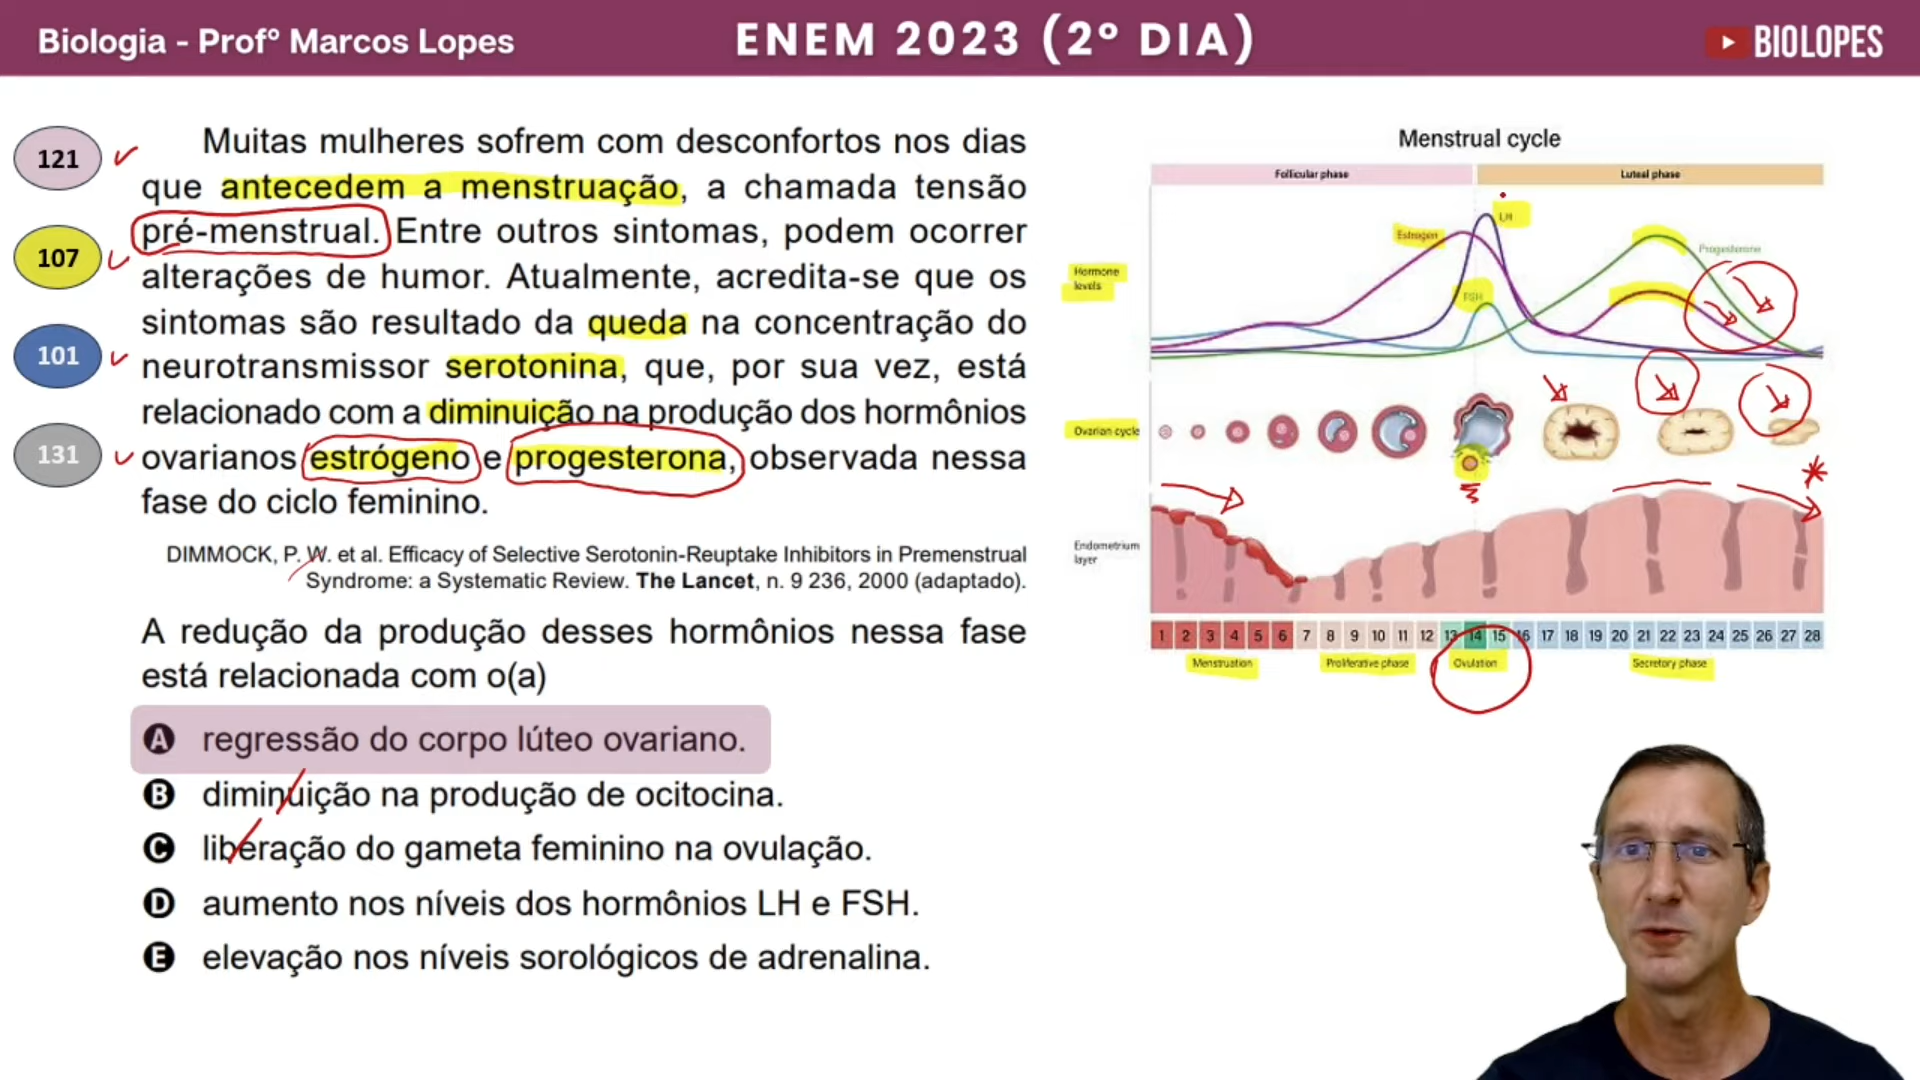 Biologia - Prof° Marcos Lopes
ENEM 2023 (2º DIA)
BIOLOPES
121
107
101
131
Muitas mulheres sofrem com desconfortos nos dias
que antecedem a menstruação, a chamada tensão
pré-menstrual. Entre outros sintomas, podem ocorrer
alterações de humor. Atualmente, acredita-se que os
sintomas são resultado da queda na concentração do
neurotransmissor serotonina, que, por sua vez, está
relacionado com a diminuição na produção dos hormônios
ovarianos estrógeno e progesterona, observada nessa
fase do ciclo feminino.
DIMMOCK, P. W. et al. Efficacy of Selective Serotonin-Reuptake Inhibitors in Premenstrual
Syndrome: a Systematic Review. The Lancet, n. 9 236, 2000 (adaptado).
A redução da produção desses hormônios nessa fase
está relacionada com o(a)
A regressão do corpo lúteo ovariano.
B diminuição na produção de ocitocina.
C liberação do gameta feminino na ovulação.
D aumento nos níveis dos hormônios LH e FSH.
E elevação nos níveis sorológicos de adrenalina.
Menstrual cycle
Follicular phase
Luteal phase
LH
Estrogen
Progesterone
Hormone
levels
FSH
Ovarian cycle
Endometrium
layer
1 2 3 4 5 6 7 8 9 10 11 12 13 14 15 16 17 18 19 20 21 22 23 24 25 26 27 28
Menstruation
Proliferative phase
Ovulation
Secretory phase